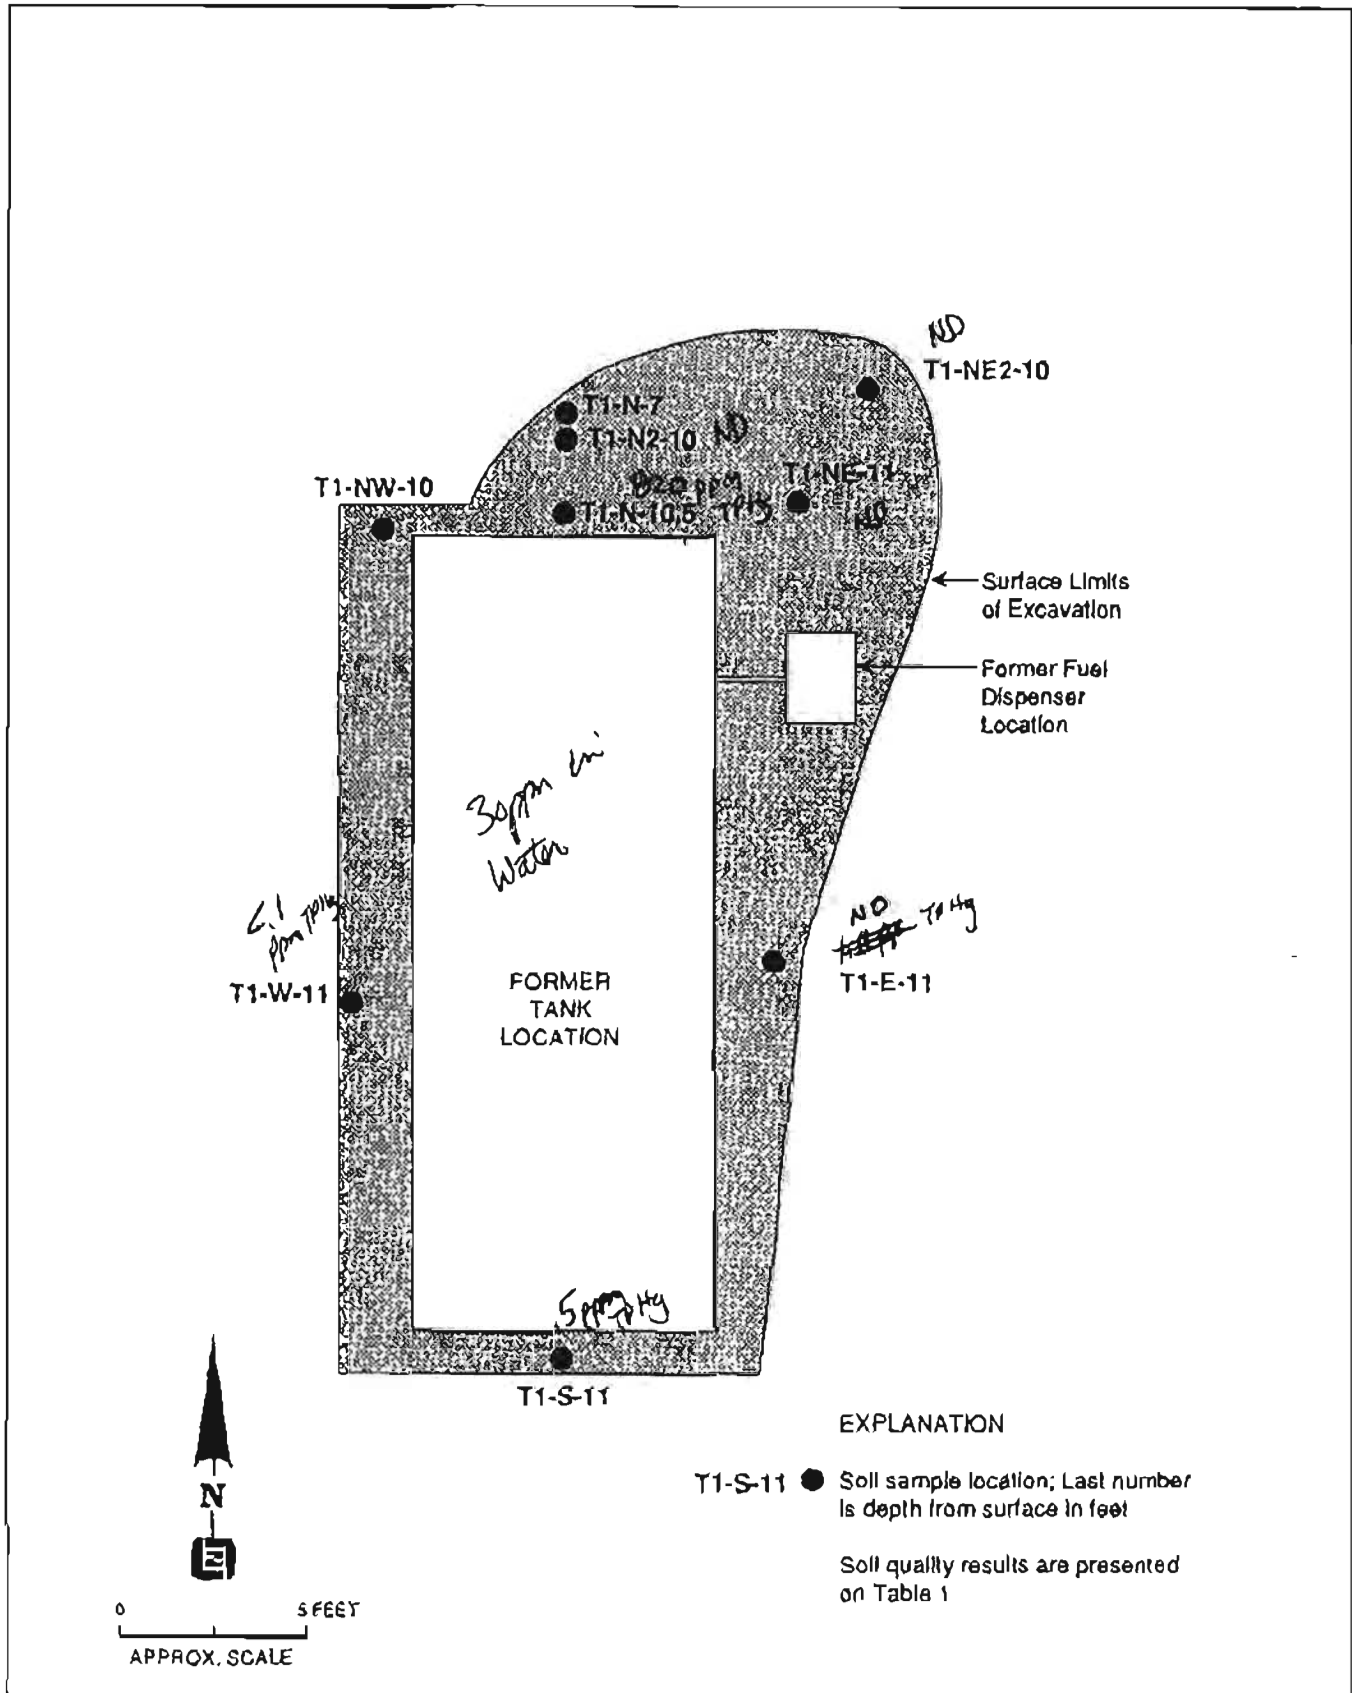 ND
T1-NE2-10
T1-N-7
T1-N2-10 ND
T1-NE-11
820 ppm
T1-NW-10
T1-N-10.5 TPHg
ND
Surface Limits
of Excavation
Former Fuel
Dispenser
Location
30ppm in
Water
ppm TPHg
T1-W-11
ND
TPHg
T1-E-11
FORMER
TANK
LOCATION
5ppm
TPHg
T1-S-11
EXPLANATION
T1-S-11 Soil sample location; Last number
is depth from surface in feet
Soil quality results are presented
on Table 1
N
0 5 FEET
APPROX. SCALE